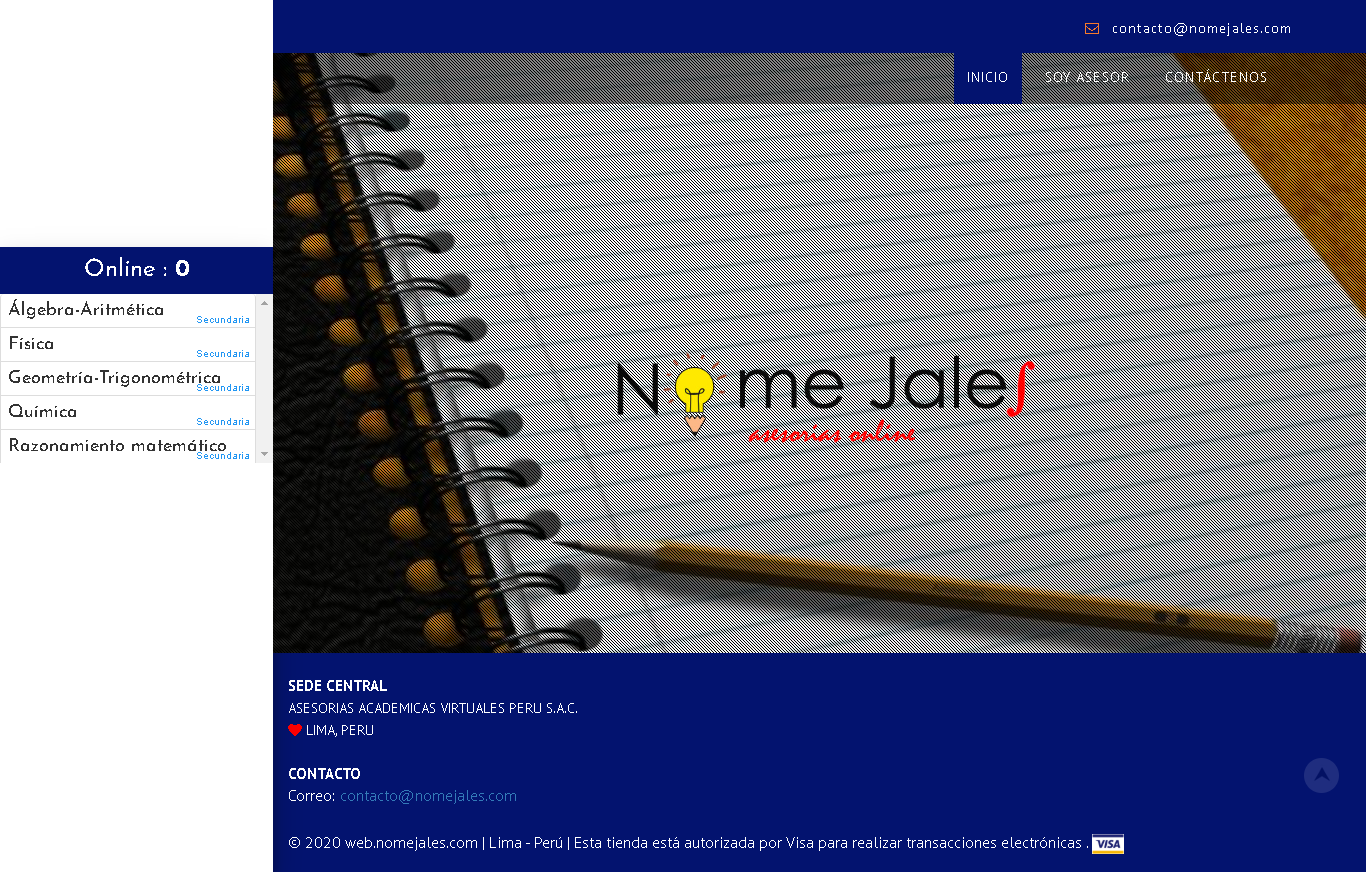 contacto@nomejales.com
INICIO
SOY ASESOR
CONTÁCTENOS
Online : 0
Álgebra-Aritmética
Secundaria
Física
Secundaria
Geometría-Trigonométrica
Secundaria
Química
Secundaria
Razonamiento matemático
Secundaria
Nome Jales
asesorias online
SEDE CENTRAL
ASESORIAS ACADEMICAS VIRTUALES PERU S.A.C.
LIMA, PERU
CONTACTO
Correo: contacto@nomejales.com
© 2020 web.nomejales.com | Lima - Perú | Esta tienda está autorizada por Visa para realizar transacciones electrónicas . VISA